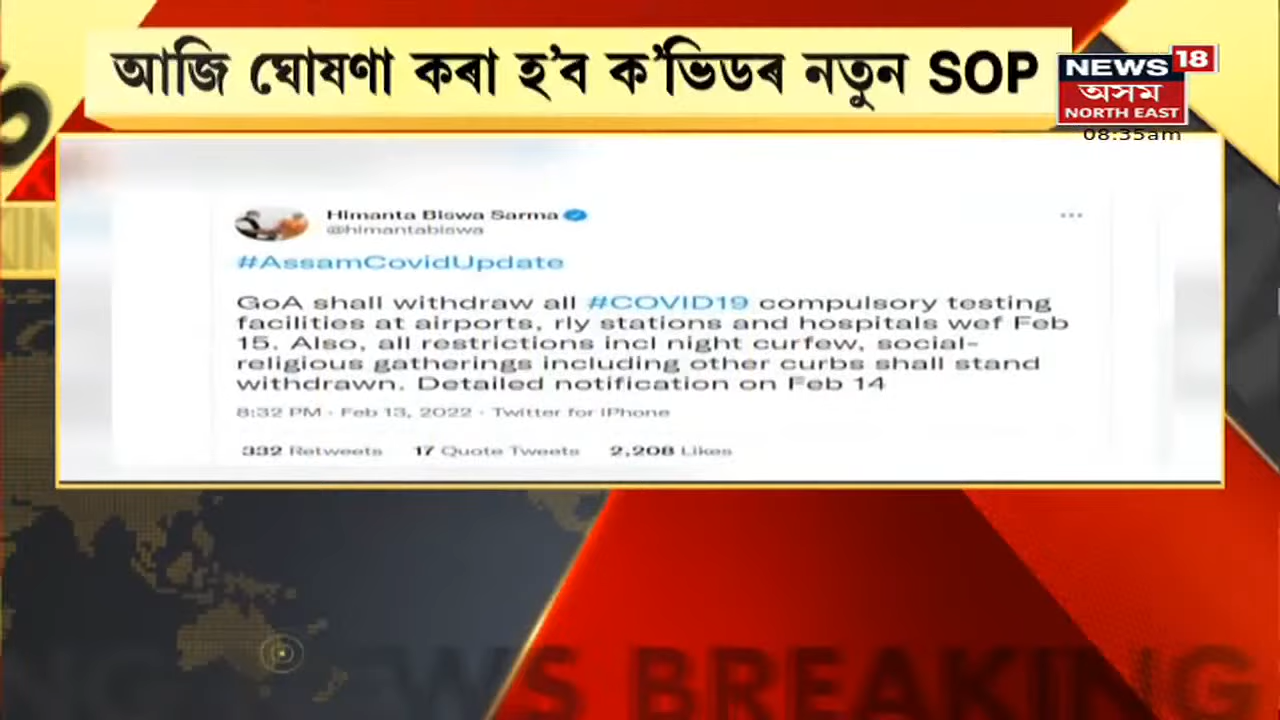 আজি ঘোষণা কৰা হ'ব ক'ভিডৰ নতুন SOP
NEWS 18
অসম
NORTH EAST
08:35am
Himanta Biswa Sarma
@himantabiswa
#AssamCovidUpdate
GoA shall withdraw all #COVID19 compulsory testing
facilities at airports, rly stations and hospitals wef Feb
15. Also, all restrictions incl night curfew, social-
religious gatherings including other curbs shall stand
withdrawn. Detailed notification on Feb 14
8:32 PM · Feb 13, 2022 · Twitter for iPhone
332 Retweets 17 Quote Tweets 2,208 Likes
NEWS BREAKING